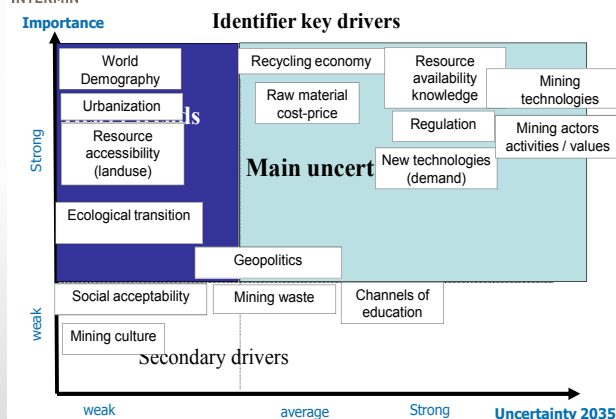 INTERMIN
Identifier key drivers
Importance
World
Demography
Recycling economy
Resource
availability
knowledge
Mining
technologies
Urbanization
Raw material
cost-price
Resource
accessibility
(landuse)
Regulation
Mining actors
activities / values
Strong
Main uncert
New technologies
(demand)
Ecological transition
Geopolitics
Social acceptability
Mining waste
Channels of
education
weak
Mining culture
Secondary drivers
weak
average
Strong
Uncertainty 2035